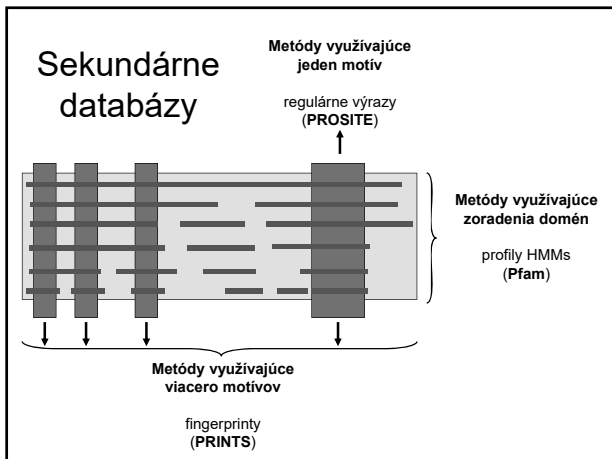 Sekundárne
databázy
Metódy využívajúce
jeden motív
regulárne výrazy
(PROSITE)
Metódy využívajúce
zoradenia domén
profily HMMs
(Pfam)
Metódy využívajúce
viacero motívov
fingerprinty
(PRINTS)